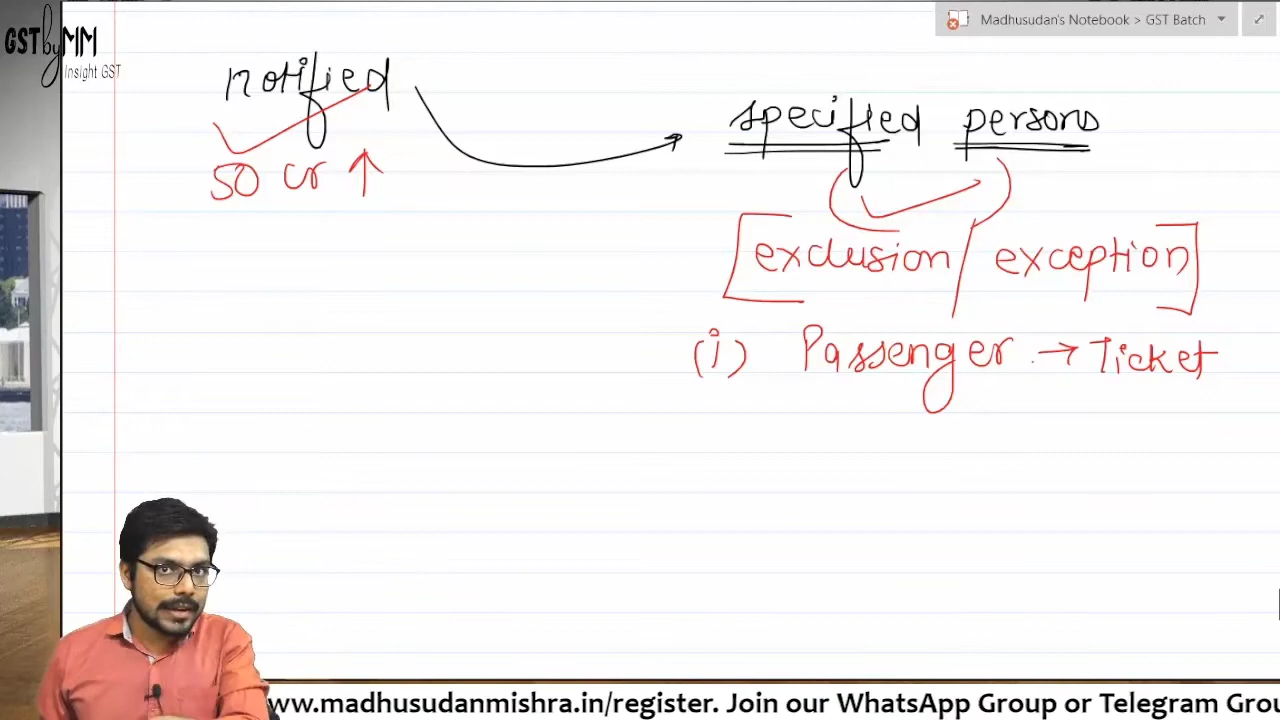 GST by MM
Insight GST
Madhusudan's Notebook > GST Batch
notified
50 cr ↑
specified persons
[exclusion / exception]
(i) Passenger → Ticket
www.madhusudanmishra.in/register. Join our WhatsApp Group or Telegram Grou